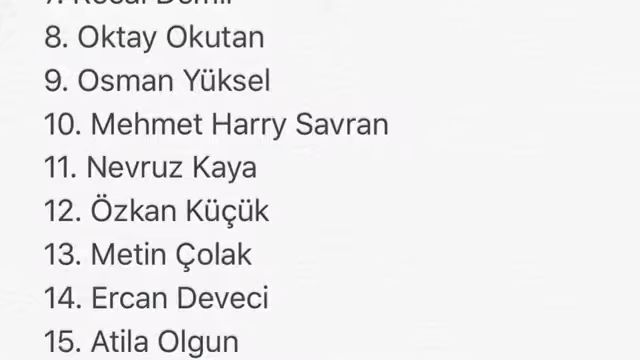 8. Oktay Okutan
9. Osman Yüksel
10. Mehmet Harry Savran
11. Nevruz Kaya
12. Özkan Küçük
13. Metin Çolak
14. Ercan Deveci
15. Atila Olgun